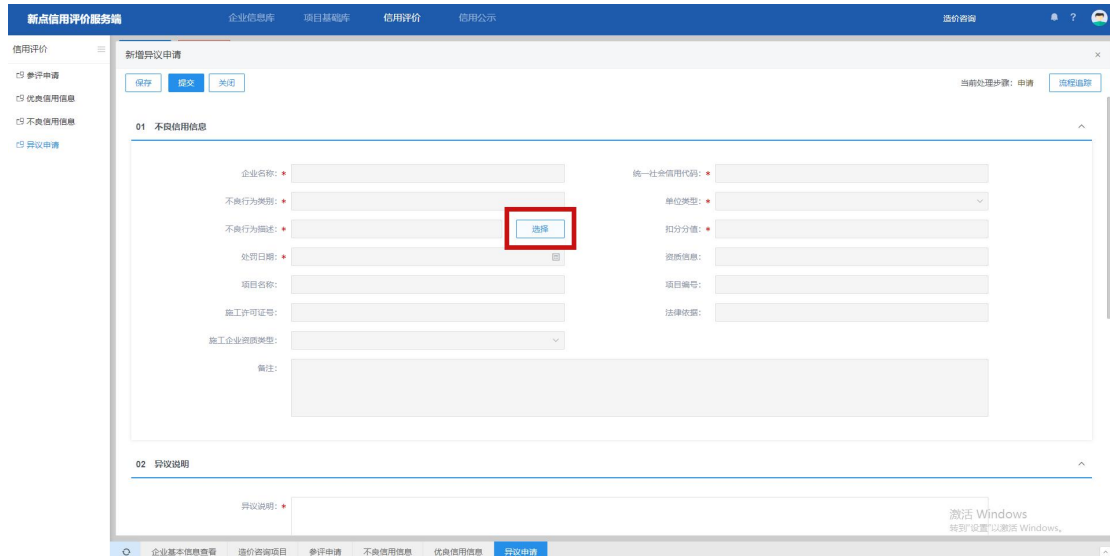 新点信用评价服务端 企业信息库 项目基础库 信用评价 信用公示 造价咨询 ?
信用评价
参评申请
优良信用信息
不良信用信息
异议申请
新增异议申请 ×
保存 提交 关闭 当前处理步骤：申请 流程追踪
01 不良信用信息
企业名称：* 统一社会信用代码：*
不良行为类别：* 单位类型：*
不良行为描述：* 选择 扣分分值：*
处罚日期：* 资质信息：
项目名称： 项目编号：
施工许可证号： 法律依据：
施工企业资质类型：
备注：
02 异议说明
异议说明：*
激活 Windows
转到"设置"以激活 Windows。
企业基本信息查看 造价咨询项目 参评申请 不良信用信息 优良信用信息 异议申请